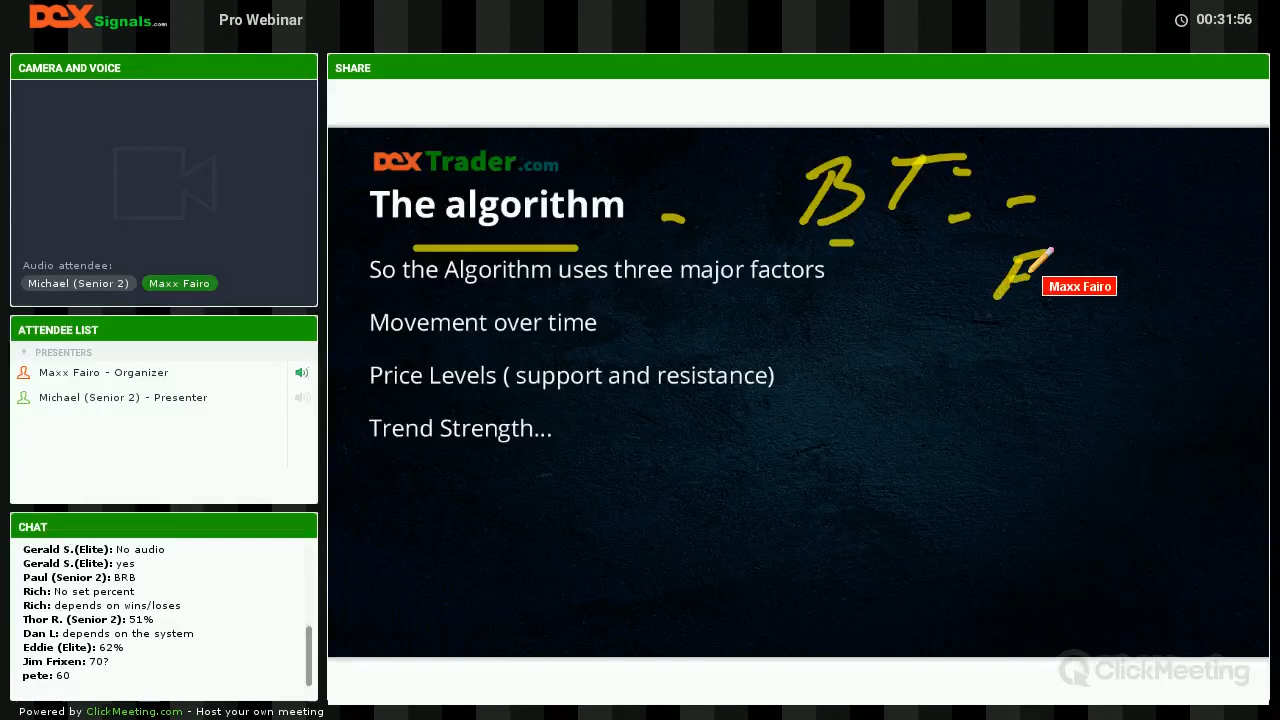 DCXSignals.com
Pro Webinar
00:31:56
CAMERA AND VOICE
Audio attendee:
Michael (Senior 2) Maxx Fairo
ATTENDEE LIST
PRESENTERS
Maxx Fairo - Organizer
Michael (Senior 2) - Presenter
CHAT
Gerald S.(Elite): No audio
Gerald S.(Elite): yes
Paul (Senior 2): BRB
Rich: No set percent
Rich: depends on wins/loses
Thor R. (Senior 2): 51%
Dan L: depends on the system
Eddie (Elite): 62%
Jim Frixen: 70?
pete: 60
Powered by ClickMeeting.com - Host your own meeting
SHARE
DCXTrader.com
B T
The algorithm
F
Maxx Fairo
So the Algorithm uses three major factors
Movement over time
Price Levels ( support and resistance)
Trend Strength...
ClickMeeting